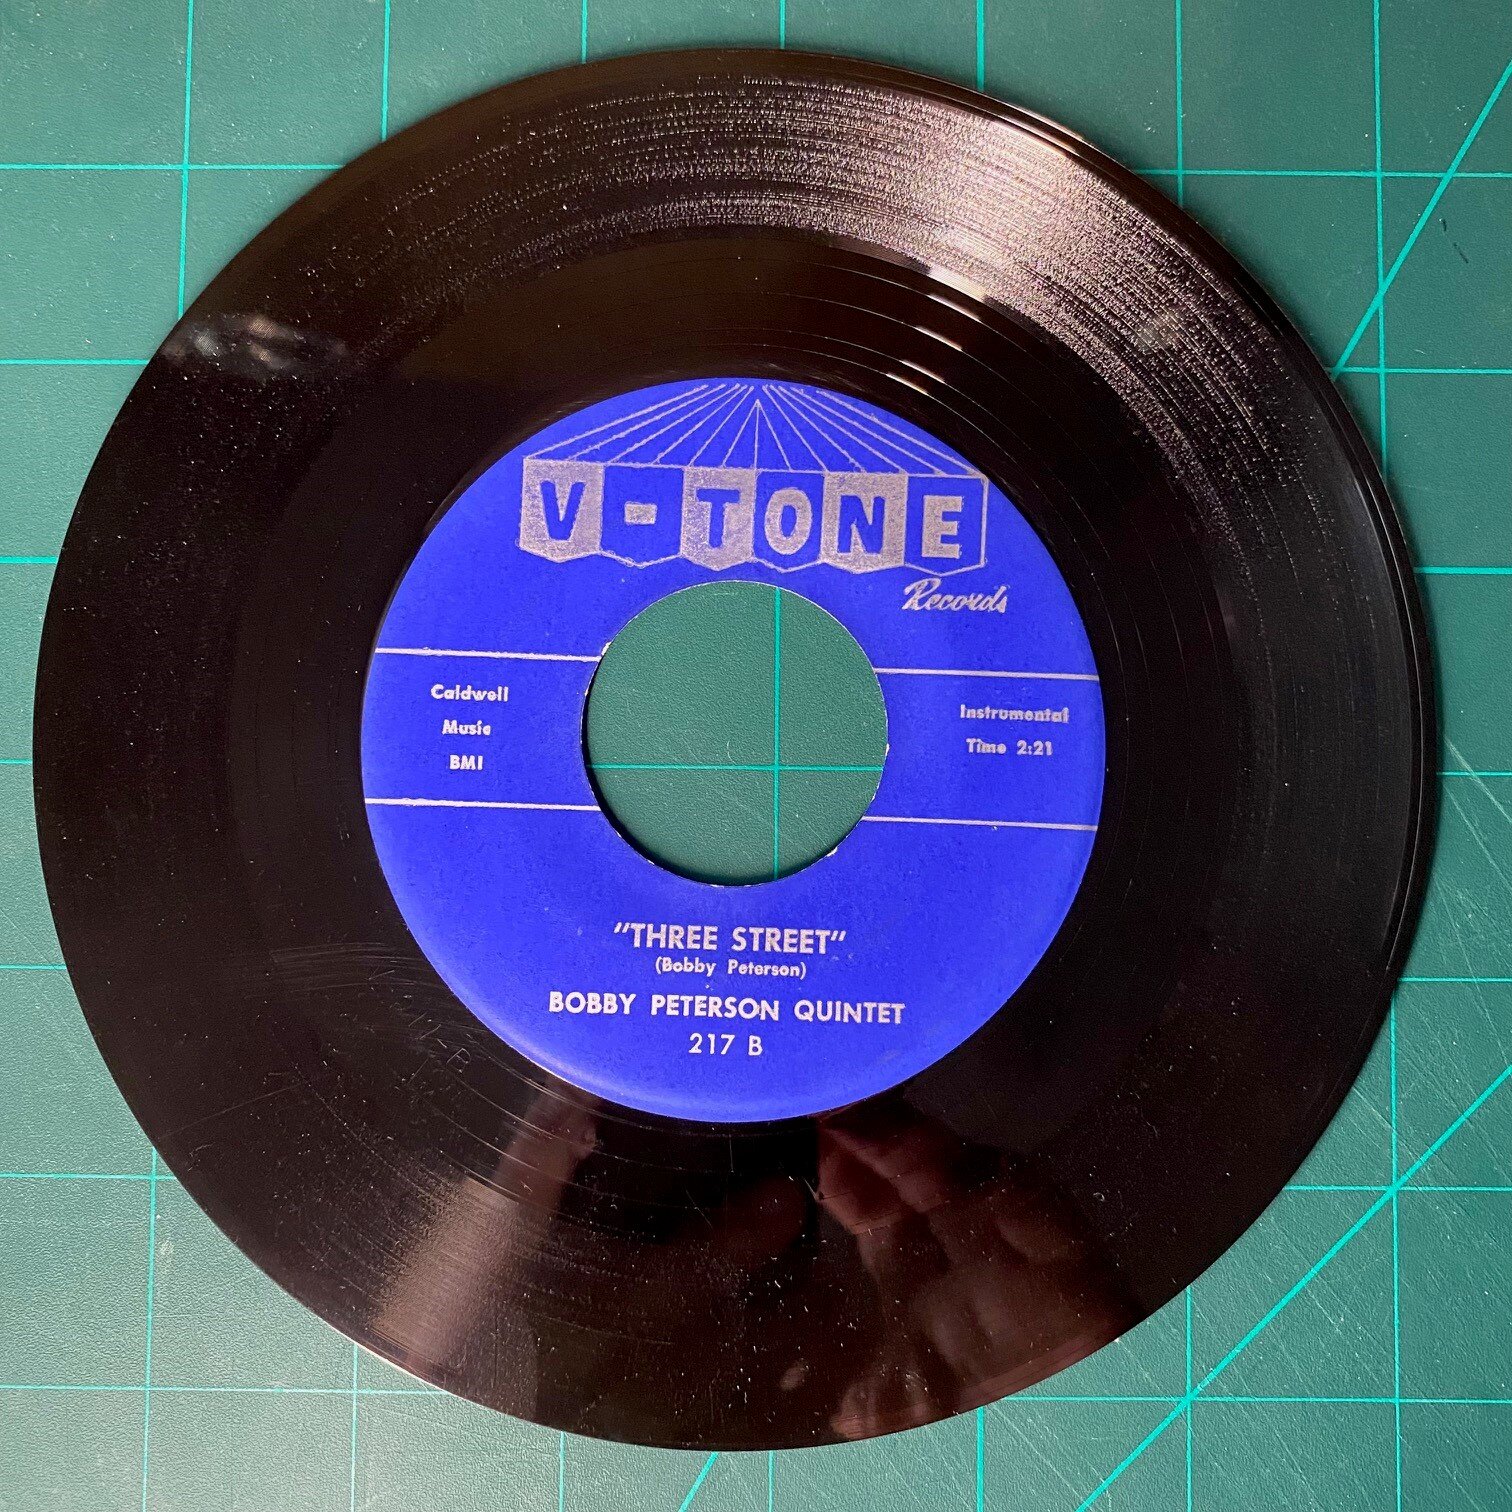 V-TONE
Records
Caldwell
Music
BMI
Instrumental
Time 2:21
"THREE STREET"
(Bobby Peterson)
BOBBY PETERSON QUINTET
217 B